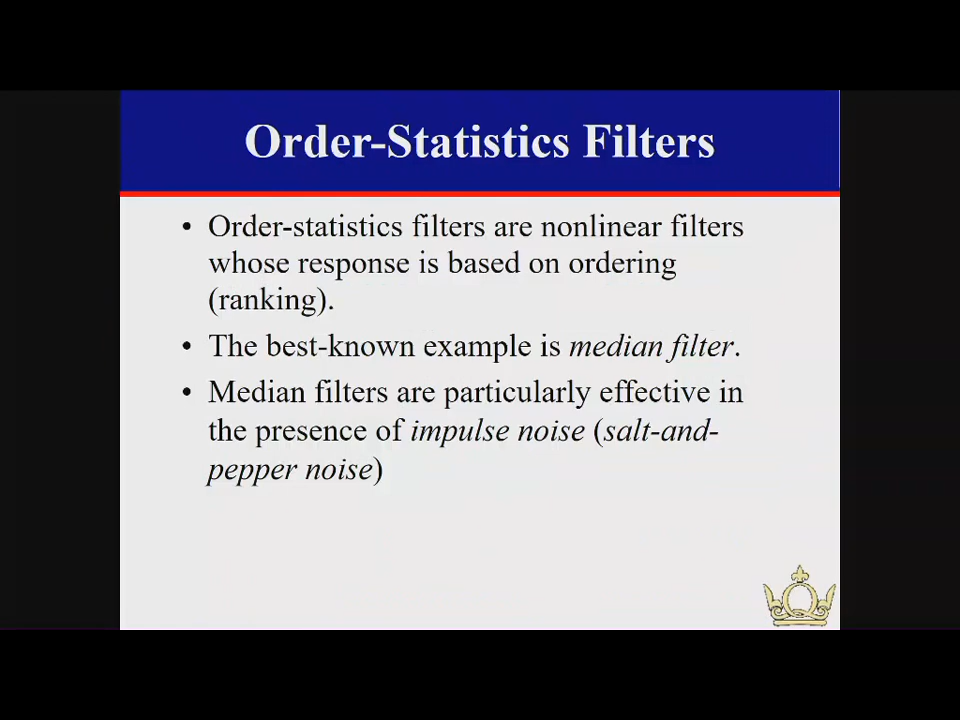 Order-Statistics Filters
• Order-statistics filters are nonlinear filters
whose response is based on ordering
(ranking).
• The best-known example is median filter.
• Median filters are particularly effective in
the presence of impulse noise (salt-and-
pepper noise)